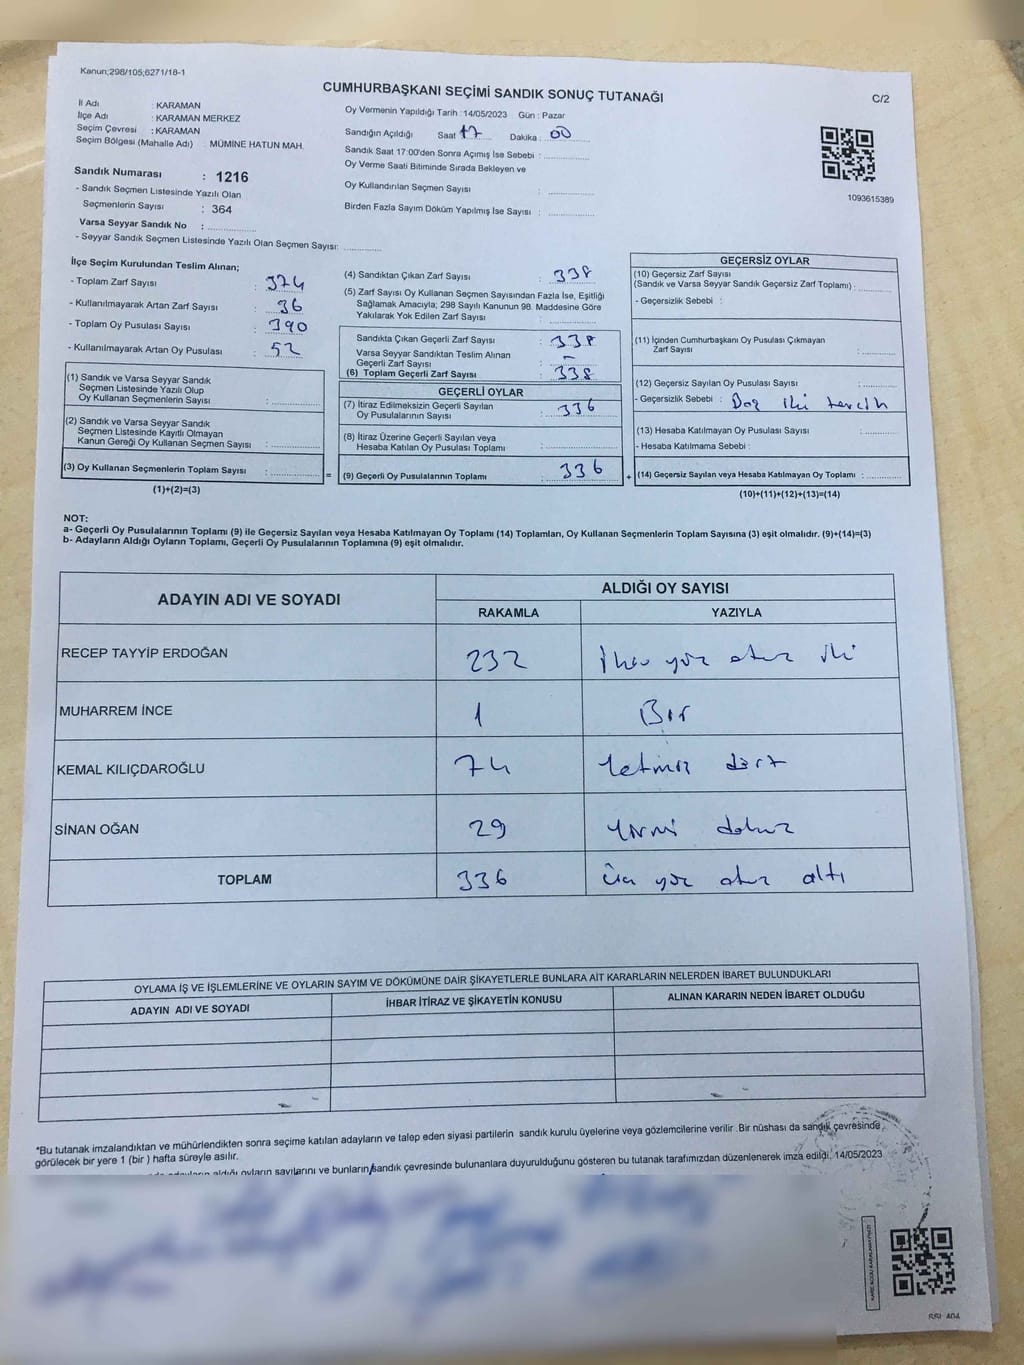 Kanun;298/105;6271/18-1
CUMHURBAŞKANI SEÇİMİ SANDIK SONUÇ TUTANAĞI
C/2
İl Adı : KARAMAN
İlçe Adı : KARAMAN MERKEZ
Seçim Çevresi : KARAMAN
Seçim Bölgesi (Mahalle Adı) : MÜMİNE HATUN MAH.
Sandık Numarası : 1216
- Sandık Seçmen Listesinde Yazılı Olan
Seçmenlerin Sayısı : 364
Varsa Seyyar Sandık No :
- Seyyar Sandık Seçmen Listesinde Yazılı Olan Seçmen Sayısı:
Oy Vermenin Yapıldığı Tarih :14/05/2023 Gün : Pazar
Sandığın Açıldığı Saat 17 Dakika : 00
Sandık Saat 17:00'den Sonra Açımış İse Sebebi :
Oy Verme Saati Bitiminde Sırada Bekleyen ve
Oy Kullandırılan Seçmen Sayısı :
Birden Fazla Sayım Döküm Yapılmış İse Sayısı :
1093615389
İlçe Seçim Kurulundan Teslim Alınan;
- Toplam Zarf Sayısı : 374
- Kullanılmayarak Artan Zarf Sayısı : 36
- Toplam Oy Pusulası Sayısı : 390
- Kullanılmayarak Artan Oy Pusulası : 52
(1) Sandık ve Varsa Seyyar Sandık
Seçmen Listesinde Yazılı Olup
Oy Kullanan Seçmenlerin Sayısı :
(2) Sandık ve Varsa Seyyar Sandık
Seçmen Listesinde Kayıtlı Olmayan
Kanun Gereği Oy Kullanan Seçmen Sayısı :
(3) Oy Kullanan Seçmenlerin Toplam Sayısı :
(1)+(2)=(3)
(4) Sandıktan Çıkan Zarf Sayısı : 338
(5) Zarf Sayısı Oy Kullanan Seçmen Sayısından Fazla İse, Eşitliği
Sağlamak Amacıyla; 298 Sayılı Kanunun 98. Maddesine Göre
Yakılarak Yok Edilen Zarf Sayısı :
Sandıkta Çıkan Geçerli Zarf Sayısı : 338
Varsa Seyyar Sandıktan Teslim Alınan
Geçerli Zarf Sayısı : -
(6) Toplam Geçerli Zarf Sayısı : 338
GEÇERLİ OYLAR
(7) İtiraz Edilmeksizin Geçerli Sayılan
Oy Pusulalarının Sayısı : 336
(8) İtiraz Üzerine Geçerli Sayılan veya
Hesaba Katılan Oy Pusulası Toplamı :
= (9) Geçerli Oy Pusulalarının Toplamı 336
GEÇERSİZ OYLAR
(10) Geçersiz Zarf Sayısı
(Sandık ve Varsa Seyyar Sandık Geçersiz Zarf Toplamı) :
- Geçersizlik Sebebi :
(11) İçinden Cumhurbaşkanı Oy Pusulası Çıkmayan
Zarf Sayısı :
(12) Geçersiz Sayılan Oy Pusulası Sayısı :
- Geçersizlik Sebebi : Boş iki tercih
(13) Hesaba Katılmayan Oy Pusulası Sayısı :
- Hesaba Katılmama Sebebi :
+ (14) Geçersiz Sayılan veya Hesaba Katılmayan Oy Toplamı :
(10)+(11)+(12)+(13)=(14)
NOT:
a- Geçerli Oy Pusulalarının Toplamı (9) ile Geçersiz Sayılan veya Hesaba Katılmayan Oy Toplamı (14) Toplamları, Oy Kullanan Seçmenlerin Toplam Sayısına (3) eşit olmalıdır. (9)+(14)=(3)
b- Adayların Aldığı Oyların Toplamı, Geçerli Oy Pusulalarının Toplamına (9) eşit olmalıdır.
ADAYIN ADI VE SOYADI ALDIĞI OY SAYISI
RAKAMLA YAZIYLA
RECEP TAYYİP ERDOĞAN 232 İki yüz otuz iki
MUHARREM İNCE 1 Bir
KEMAL KILIÇDAROĞLU 74 Yetmiş dört
SİNAN OĞAN 29 Yirmi dokuz
TOPLAM 336 Üç yüz otuz altı
OYLAMA İŞ VE İŞLEMLERİNE VE OYLARIN SAYIM VE DÖKÜMÜNE DAİR ŞİKAYETLERLE BUNLARA AİT KARARLARIN NELERDEN İBARET BULUNDUKLARI
ADAYIN ADI VE SOYADI İHBAR İTİRAZ VE ŞİKAYETİN KONUSU ALINAN KARARIN NEDEN İBARET OLDUĞU
*Bu tutanak imzalandıktan ve mühürlendikten sonra seçime katılan adayların ve talep eden siyasi partilerin sandık kurulu üyelerine veya gözlemcilerine verilir. Bir nüshası da sandık çevresinde
görülecek bir yere 1 (bir ) hafta süreyle asılır.
aldığı oyların sayılarını ve bunların sandık çevresinde bulunanlara duyurulduğunu gösteren bu tutanak tarafımızdan düzenlenerek imza edildi. 14/05/2023